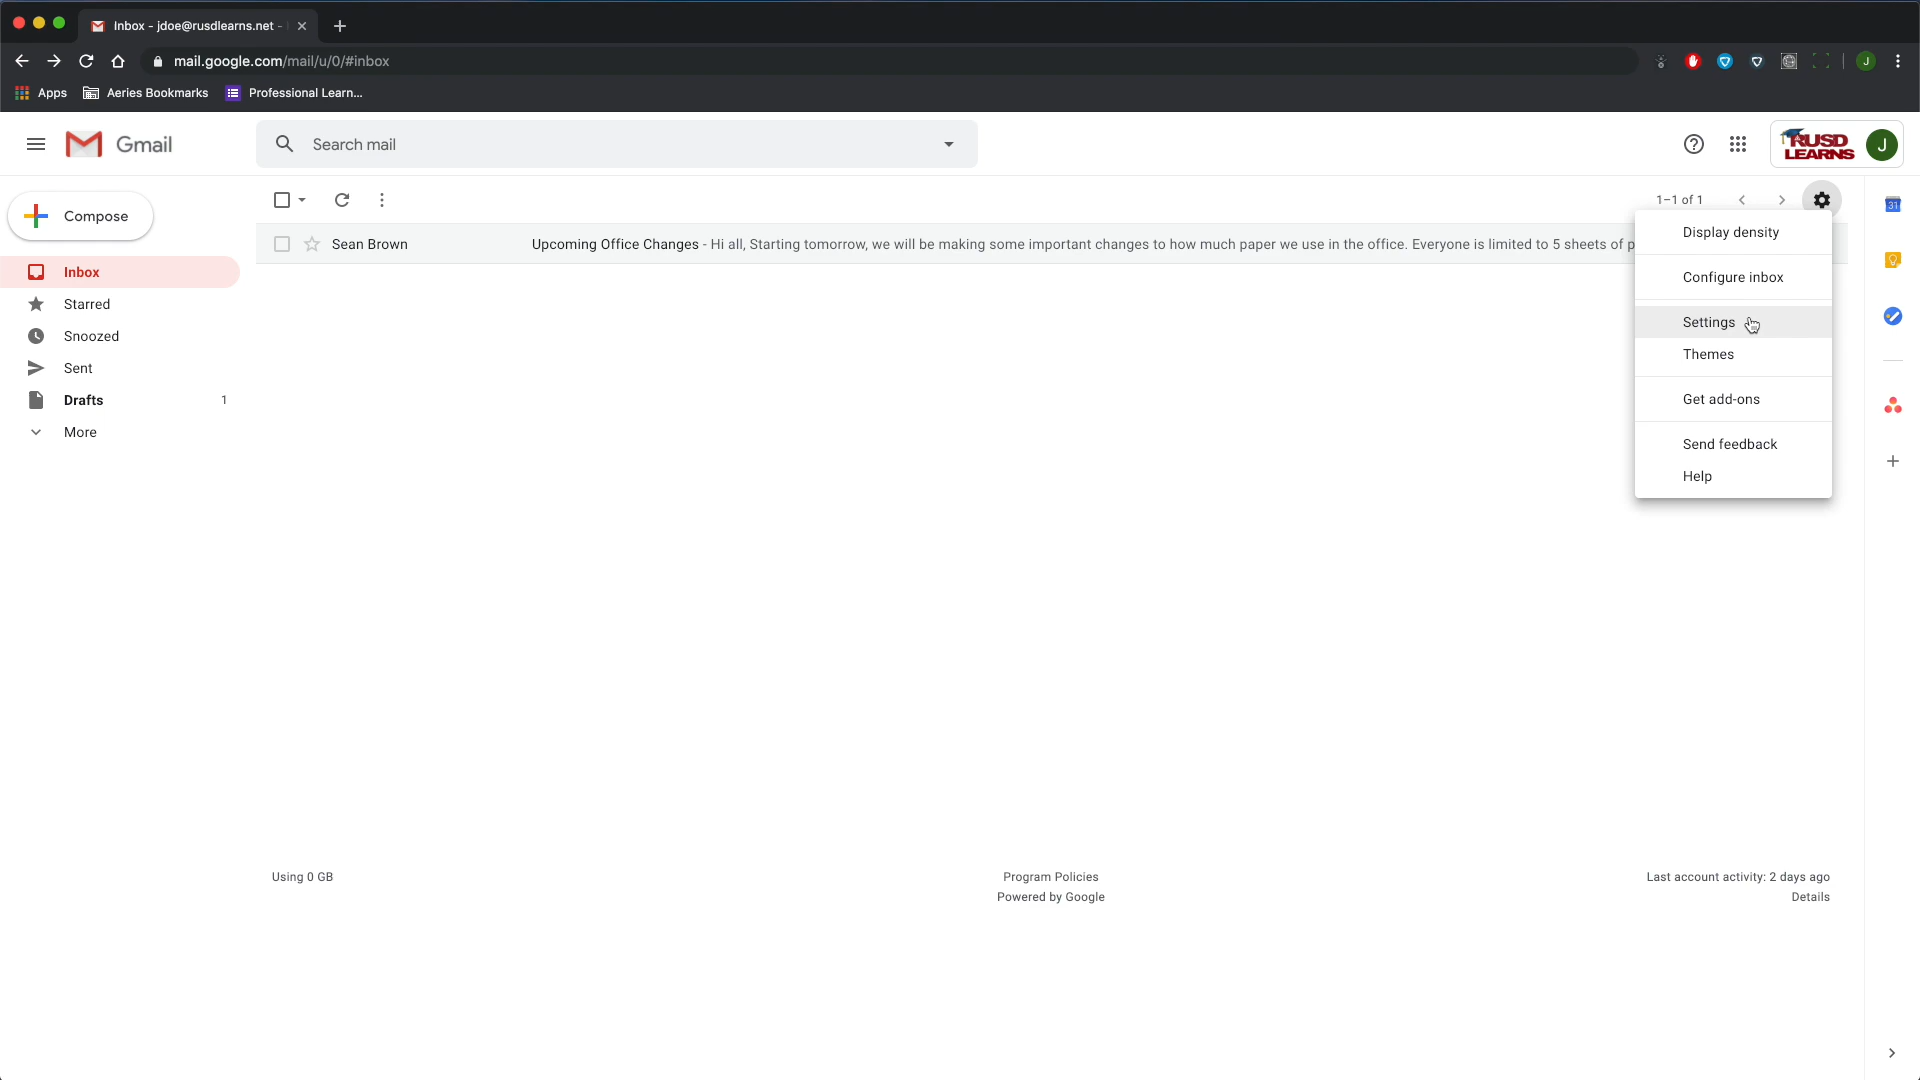 Inbox - jdoe@rusdlearns.net -
mail.google.com/mail/u/0/#inbox
J
Apps
Aeries Bookmarks
Professional Learn...
Gmail
Search mail
RUSD
LEARNS
J
Compose
1–1 of 1
31
Sean Brown
Upcoming Office Changes - Hi all, Starting tomorrow, we will be making some important changes to how much paper we use in the office. Everyone is limited to 5 sheets of p
Inbox
Starred
Snoozed
Sent
Drafts
1
More
Display density
Configure inbox
Settings
Themes
Get add-ons
Send feedback
Help
Using 0 GB
Program Policies
Powered by Google
Last account activity: 2 days ago
Details